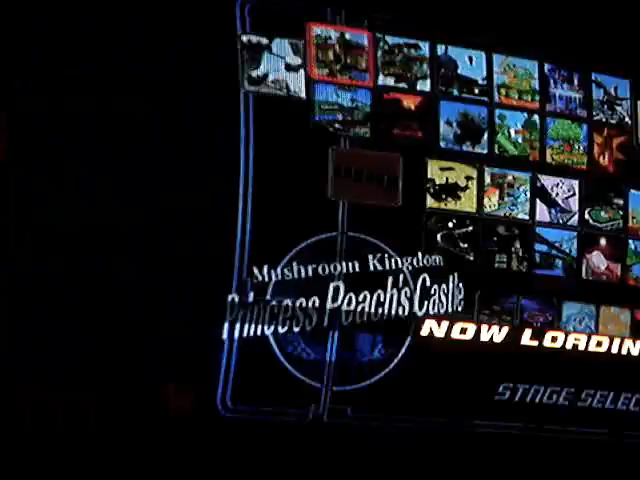 Mushroom Kingdom
Princess Peach's Castle
NOW LOADIN
STAGE SELEC